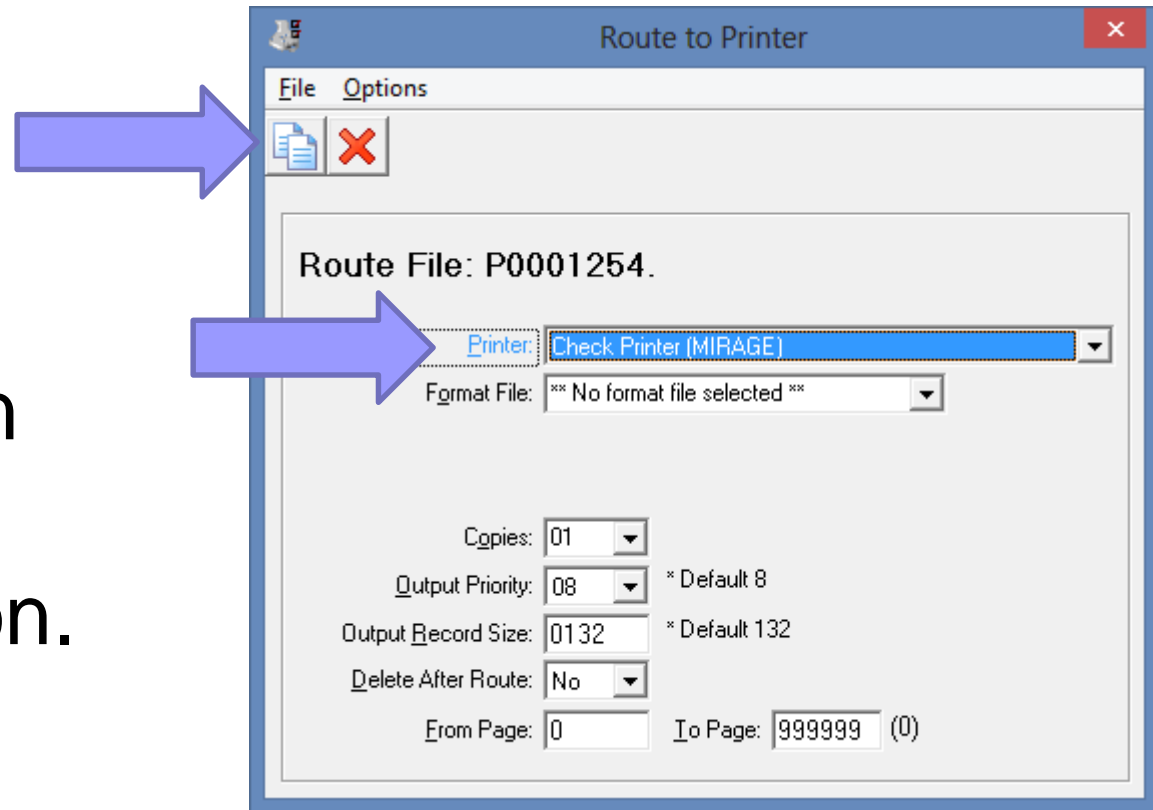 Route to Printer
File Options
Route File: P0001254.
Printer: Check Printer (MIRAGE)
Format File: ** No format file selected **
n
Copies: 01
Output Priority: 08 * Default 8
on.
Output Record Size: 0132 * Default 132
Delete After Route: No
From Page: 0 To Page: 999999 (0)